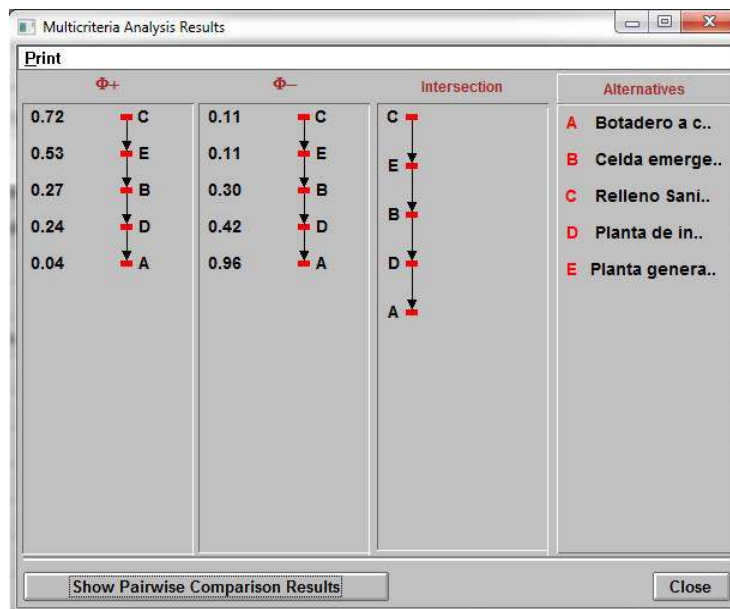 Multicriteria Analysis Results
Print
Φ+
0.72 C
0.53 E
0.27 B
0.24 D
0.04 A
Φ−
0.11 C
0.11 E
0.30 B
0.42 D
0.96 A
Intersection
C
E
B
D
A
Alternatives
A Botadero a c..
B Celda emerge..
C Relleno Sani..
D Planta de in..
E Planta genera..
Show Pairwise Comparison Results
Close